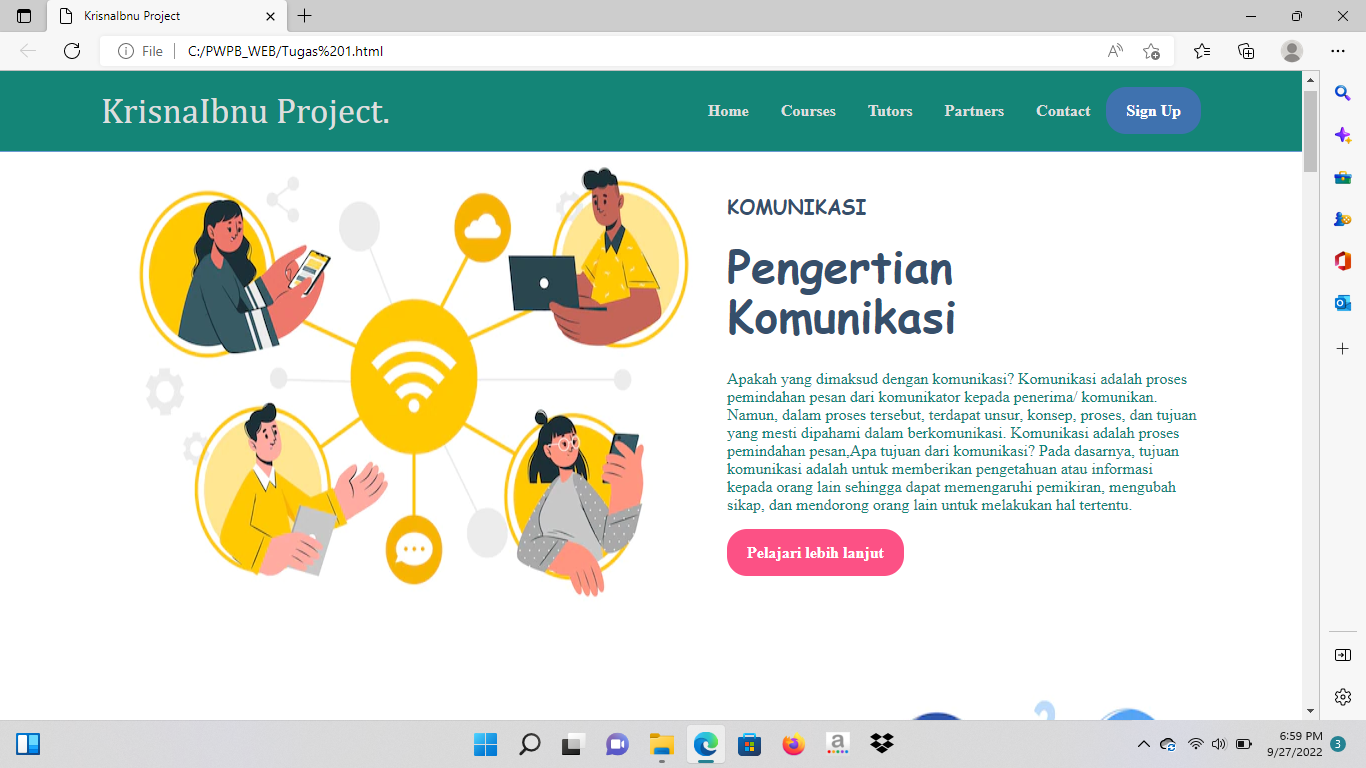 KrisnaIbnu Project
File
C:/PWPB_WEB/Tugas%201.html
KrisnaIbnu Project.
Home Courses Tutors Partners Contact Sign Up
KOMUNIKASI
Pengertian
Komunikasi
Apakah yang dimaksud dengan komunikasi? Komunikasi adalah proses
pemindahan pesan dari komunikator kepada penerima/ komunikan.
Namun, dalam proses tersebut, terdapat unsur, konsep, proses, dan tujuan
yang mesti dipahami dalam berkomunikasi. Komunikasi adalah proses
pemindahan pesan,Apa tujuan dari komunikasi? Pada dasarnya, tujuan
komunikasi adalah untuk memberikan pengetahuan atau informasi
kepada orang lain sehingga dapat memengaruhi pemikiran, mengubah
sikap, dan mendorong orang lain untuk melakukan hal tertentu.
Pelajari lebih lanjut
6:59 PM
9/27/2022
3